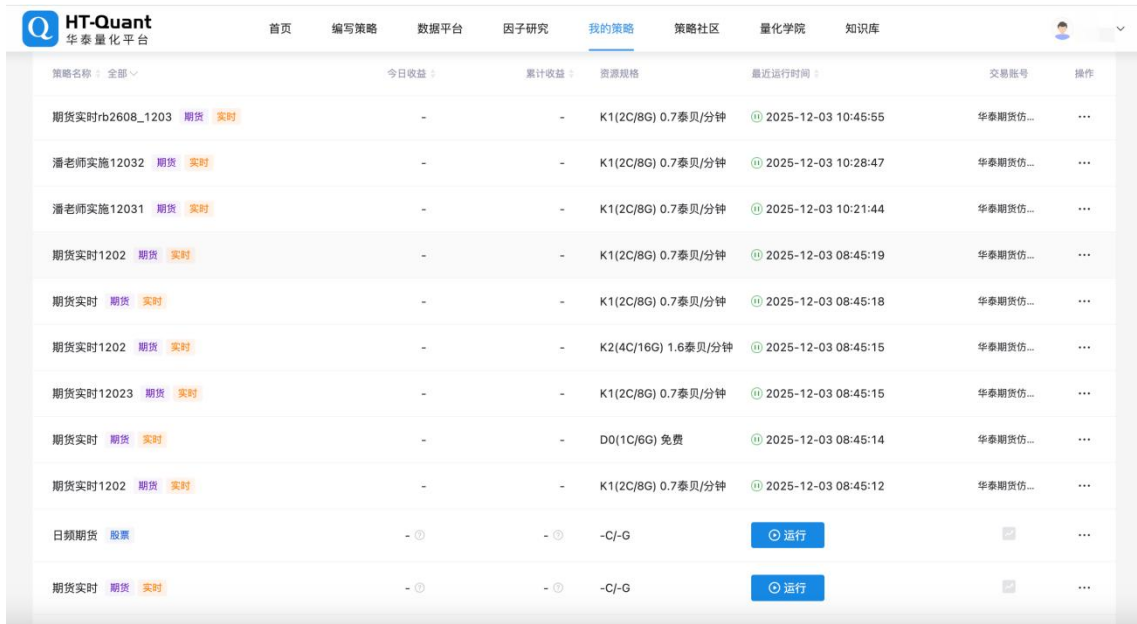 HT-Quant
华泰量化平台
首页 编写策略 数据平台 因子研究 我的策略 策略社区 量化学院 知识库
策略名称 全部 今日收益 累计收益 资源规格 最近运行时间 交易账号 操作
期货实时rb2608_1203 期货 实时 - - K1(2C/8G) 0.7泰贝/分钟 2025-12-03 10:45:55 华泰期货仿... ...
潘老师实施12032 期货 实时 - - K1(2C/8G) 0.7泰贝/分钟 2025-12-03 10:28:47 华泰期货仿... ...
潘老师实施12031 期货 实时 - - K1(2C/8G) 0.7泰贝/分钟 2025-12-03 10:21:44 华泰期货仿... ...
期货实时1202 期货 实时 - - K1(2C/8G) 0.7泰贝/分钟 2025-12-03 08:45:19 华泰期货仿... ...
期货实时 期货 实时 - - K1(2C/8G) 0.7泰贝/分钟 2025-12-03 08:45:18 华泰期货仿... ...
期货实时1202 期货 实时 - - K2(4C/16G) 1.6泰贝/分钟 2025-12-03 08:45:15 华泰期货仿... ...
期货实时12023 期货 实时 - - K1(2C/8G) 0.7泰贝/分钟 2025-12-03 08:45:15 华泰期货仿... ...
期货实时 期货 实时 - - D0(1C/6G) 免费 2025-12-03 08:45:14 华泰期货仿... ...
期货实时1202 期货 实时 - - K1(2C/8G) 0.7泰贝/分钟 2025-12-03 08:45:12 华泰期货仿... ...
日频期货 股票 - - -C/-G 运行 ...
期货实时 期货 实时 - - -C/-G 运行 ...